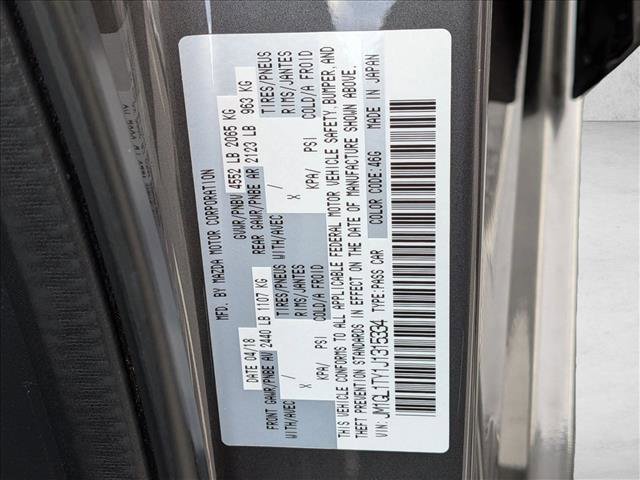 MFD. BY MAZDA MOTOR CORPORATION
DATE 04/18 GVWR/PNBV 4552 LB 2065 KG
FRONT GAWR/PNBE AV 2440 LB 1107 KG REAR GAWR/PNBE AR 2123 LB 963 KG
WITH/AVEC TIRES/PNEUS WITH/AVEC TIRES/PNEUS
/ RIMS/JANTES / RIMS/JANTES
X X
KPA/ PSI COLD/A FROID KPA/ PSI COLD/A FROID
THIS VEHICLE CONFORMS TO ALL APPLICABLE FEDERAL MOTOR VEHICLE SAFETY, BUMPER, AND
THEFT PREVENTION STANDARDS IN EFFECT ON THE DATE OF MANUFACTURE SHOWN ABOVE.
VIN: JM1GL1TY1J1315334 TYPE:PASS CAR COLOR CODE:46G MADE IN JAPAN